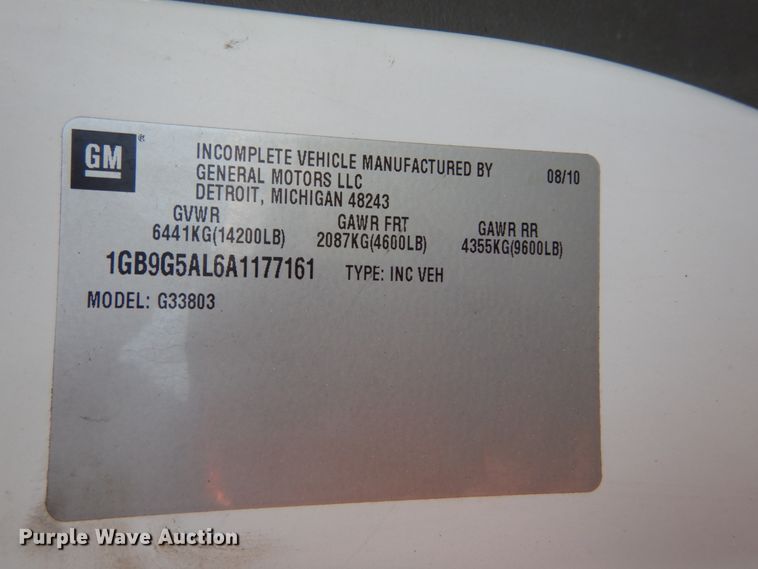 GM ®
INCOMPLETE VEHICLE MANUFACTURED BY 08/10
GENERAL MOTORS LLC
DETROIT, MICHIGAN 48243
GVWR GAWR FRT GAWR RR
6441KG(14200LB) 2087KG(4600LB) 4355KG(9600LB)
1GB9G5AL6A1177161 TYPE: INC VEH
MODEL: G33803
Purple Wave Auction